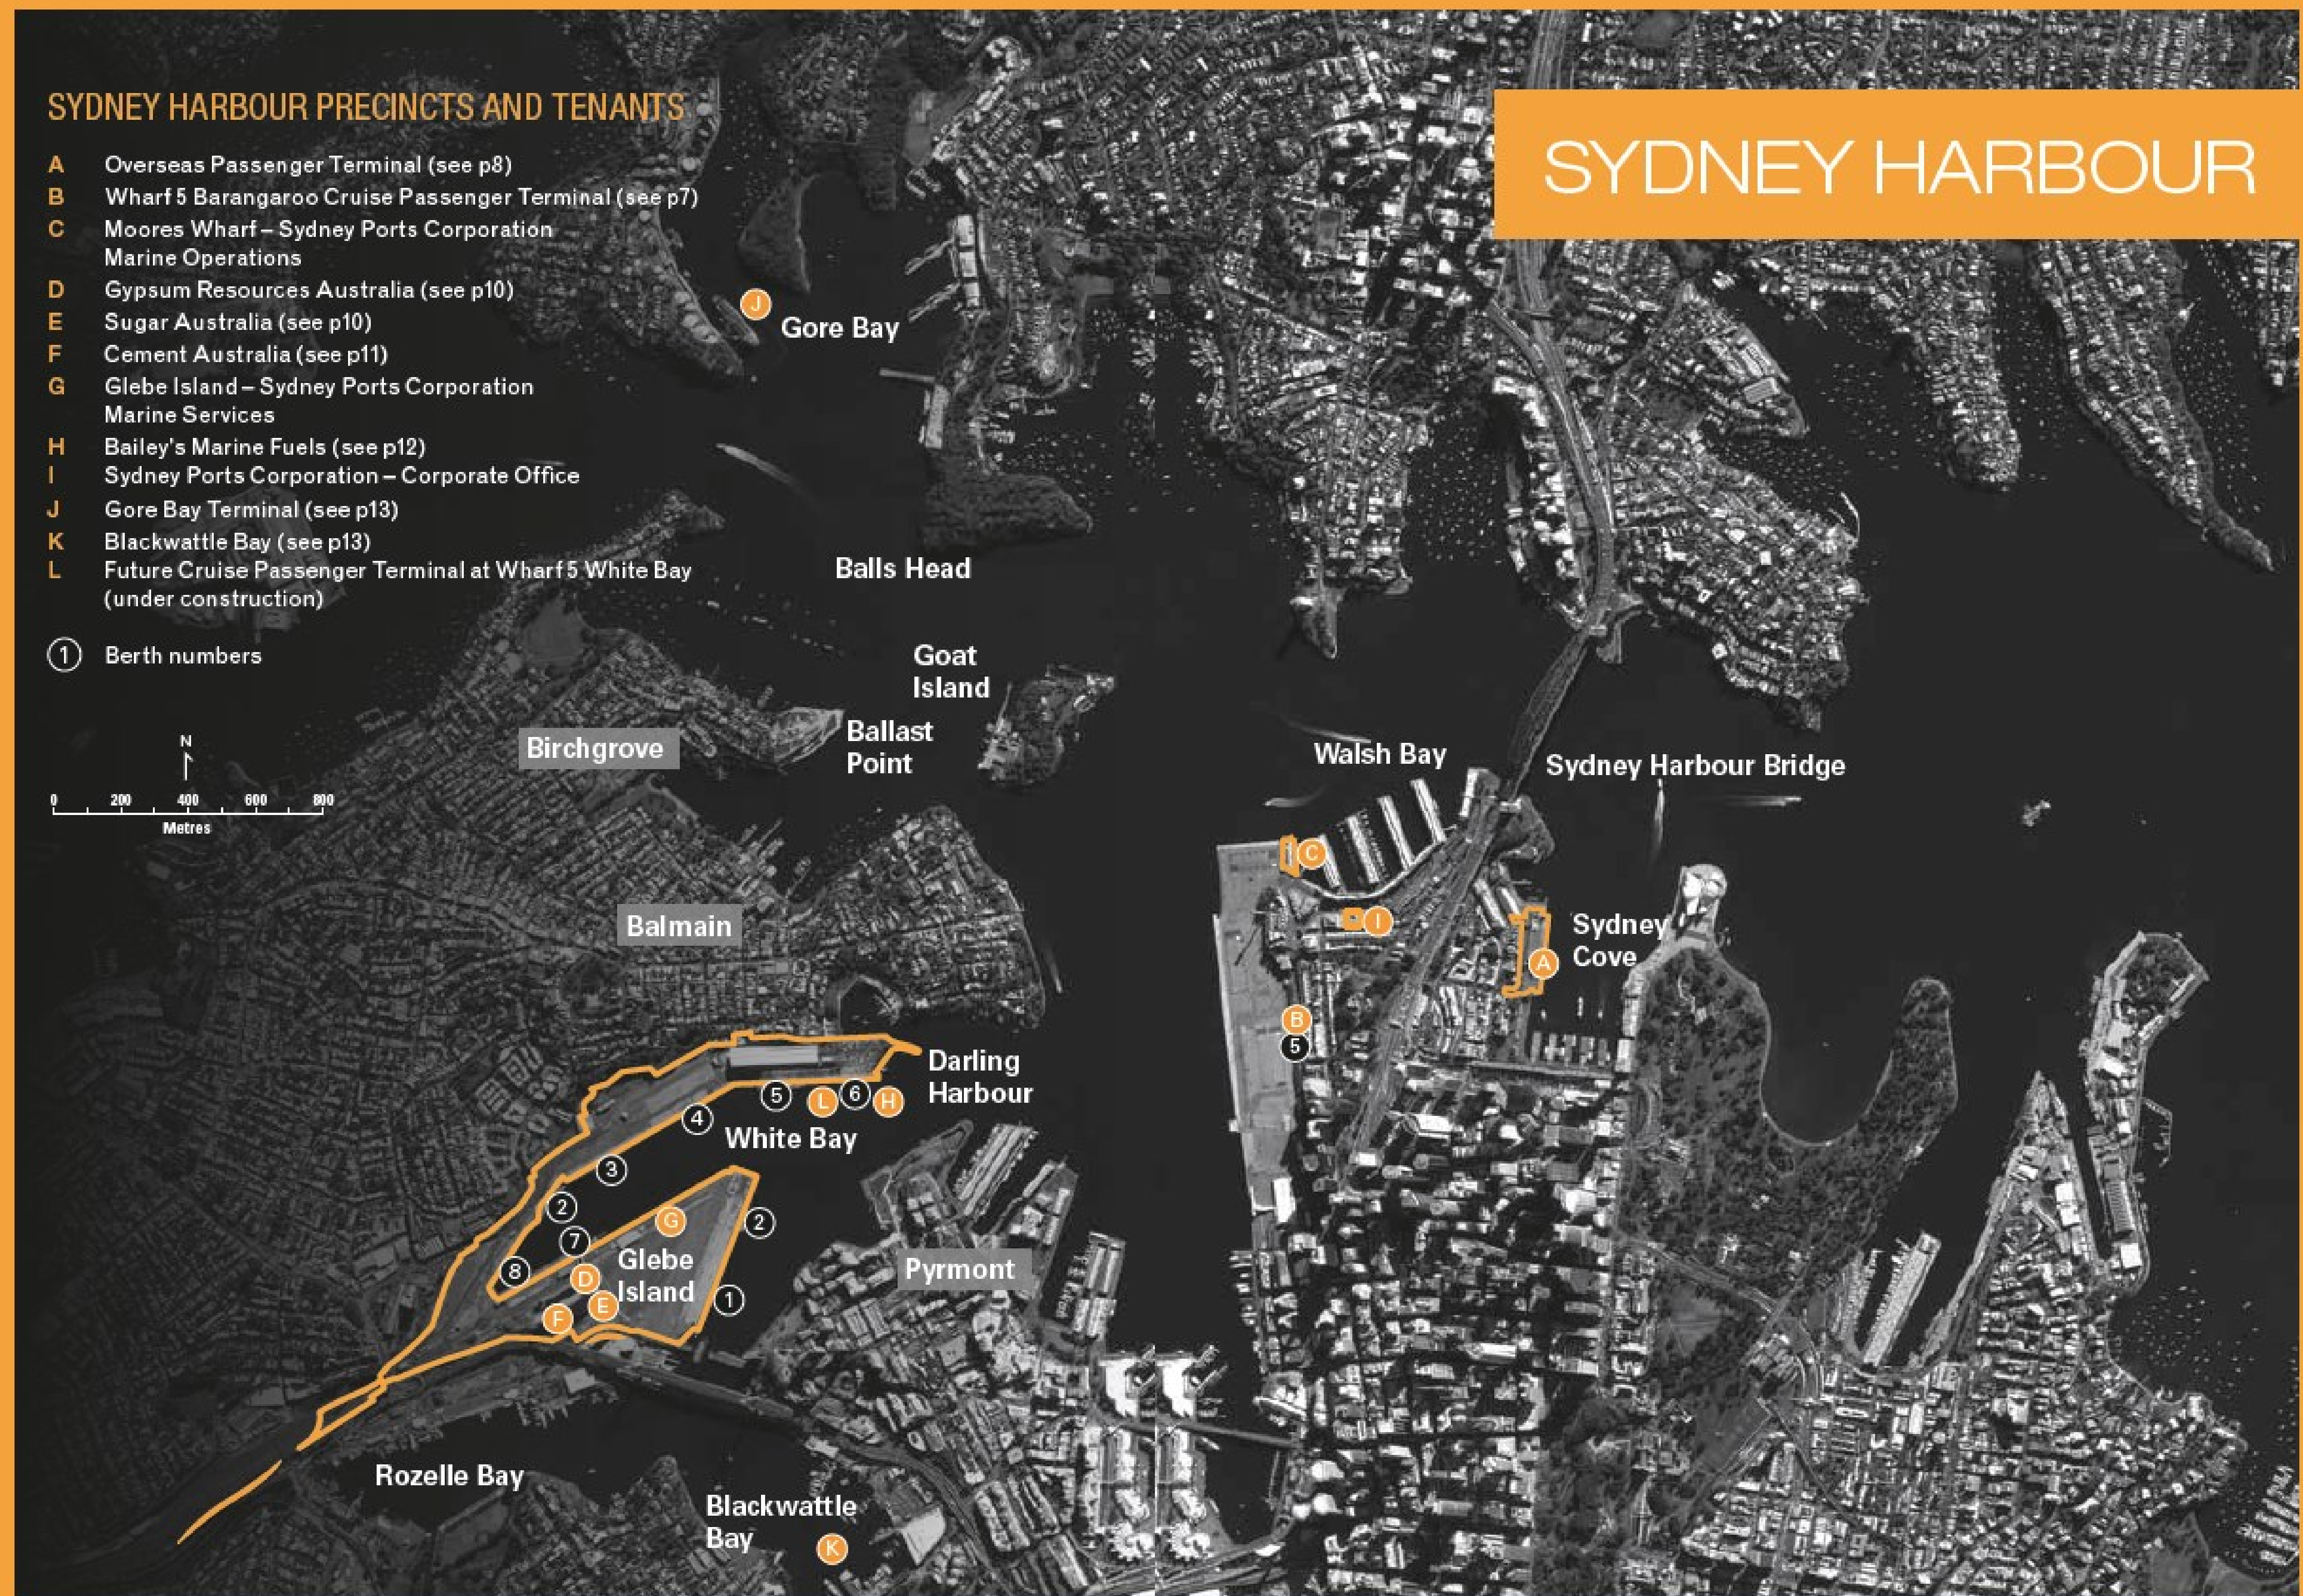 SYDNEY HARBOUR PRECINCTS AND TENANTS
A Overseas Passenger Terminal (see p8)
B Wharf 5 Barangaroo Cruise Passenger Terminal (see p7)
C Moores Wharf – Sydney Ports Corporation
Marine Operations
D Gypsum Resources Australia (see p10)
E Sugar Australia (see p10)
F Cement Australia (see p11)
G Glebe Island – Sydney Ports Corporation
Marine Services
H Bailey's Marine Fuels (see p12)
I Sydney Ports Corporation – Corporate Office
J Gore Bay Terminal (see p13)
K Blackwattle Bay (see p13)
L Future Cruise Passenger Terminal at Wharf 5 White Bay
(under construction)
1 Berth numbers
N
0 200 400 600 800
Metres
SYDNEY HARBOUR
J
Gore Bay
Balls Head
Goat
Island
Ballast
Point
Birchgrove
Walsh Bay
Sydney Harbour Bridge
C
I
Sydney
Cove
A
Balmain
B
5
Darling
Harbour
5
L
6
H
4
White Bay
3
2
7
8
G
2
Glebe
Island
D
E
F
1
Pyrmont
Rozelle Bay
Blackwattle
Bay
K